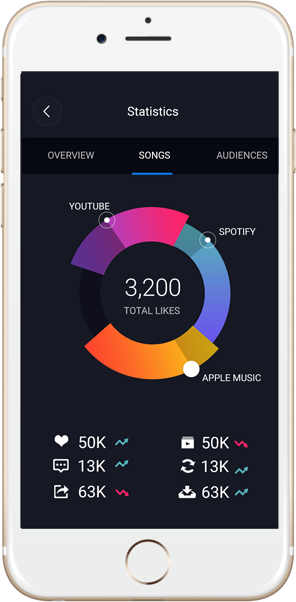 Statistics
OVERVIEW SONGS AUDIENCES
YOUTUBE
SPOTIFY
3,200
TOTAL LIKES
APPLE MUSIC
50K 50K
13K 13K
63K 63K